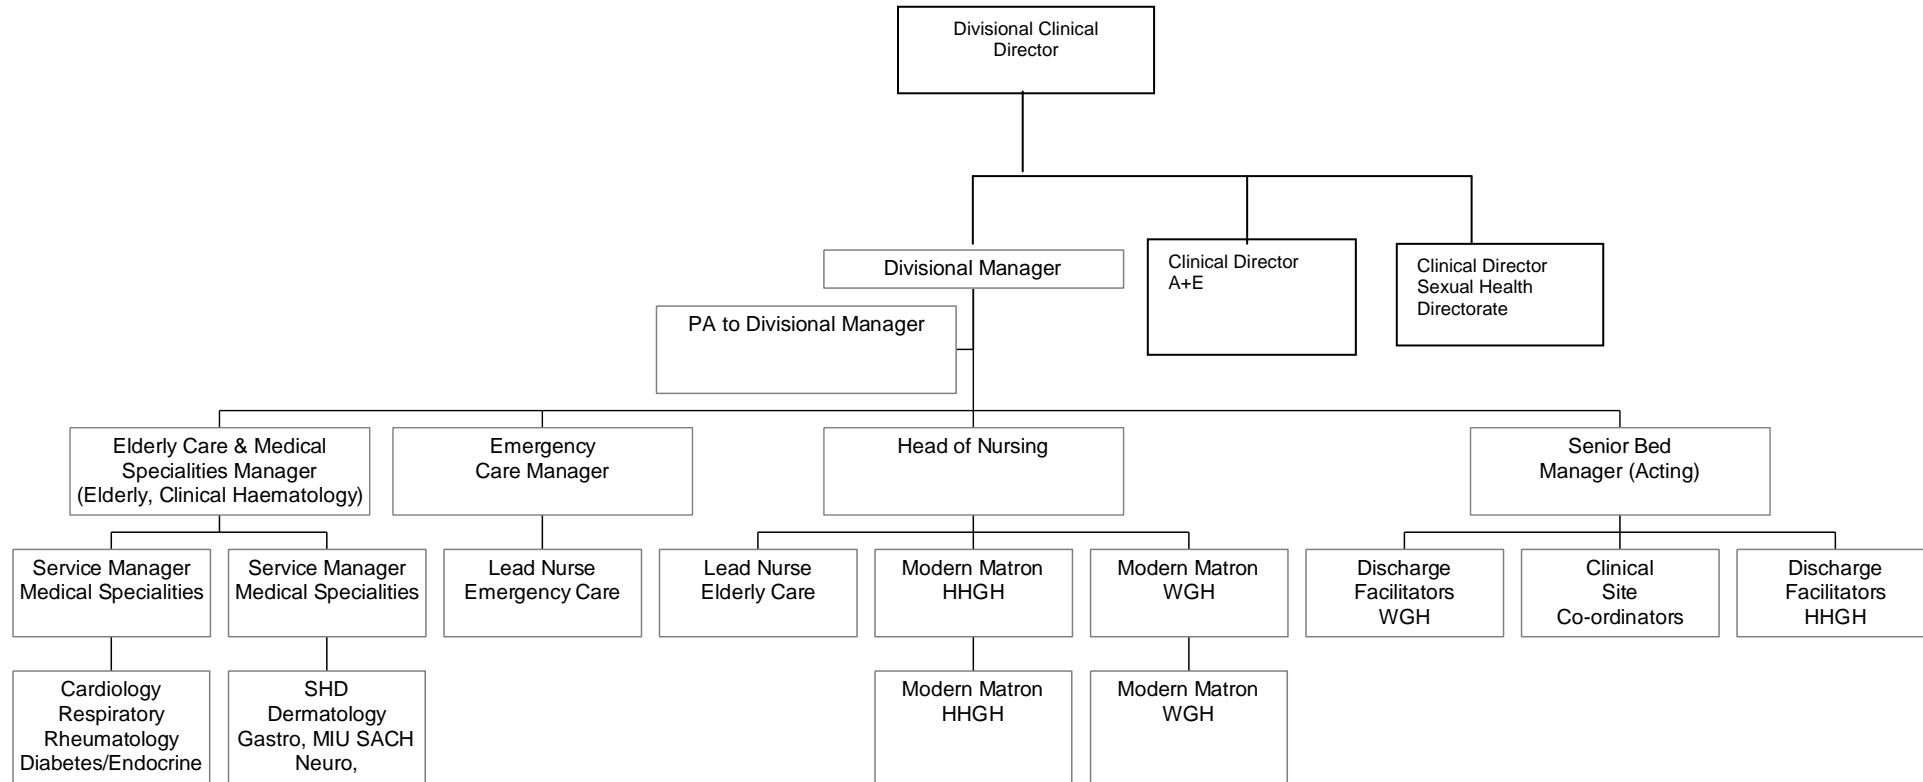 Divisional Clinical
Director
Divisional Manager
Clinical Director
A+E
Clinical Director
Sexual Health
Directorate
PA to Divisional Manager
Elderly Care & Medical
Specialities Manager
(Elderly, Clinical Haematology)
Emergency
Care Manager
Head of Nursing
Senior Bed
Manager (Acting)
Service Manager
Medical Specialities
Service Manager
Medical Specialities
Lead Nurse
Emergency Care
Lead Nurse
Elderly Care
Modern Matron
HHGH
Modern Matron
WGH
Discharge
Facilitators
WGH
Clinical
Site
Co-ordinators
Discharge
Facilitators
HHGH
Cardiology
Respiratory
Rheumatology
Diabetes/Endocrine
SHD
Dermatology
Gastro, MIU SACH
Neuro,
Modern Matron
HHGH
Modern Matron
WGH